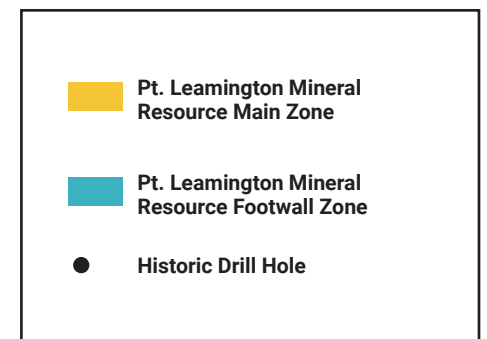 Pt. Leamington Mineral
Resource Main Zone
Pt. Leamington Mineral
Resource Footwall Zone
Historic Drill Hole